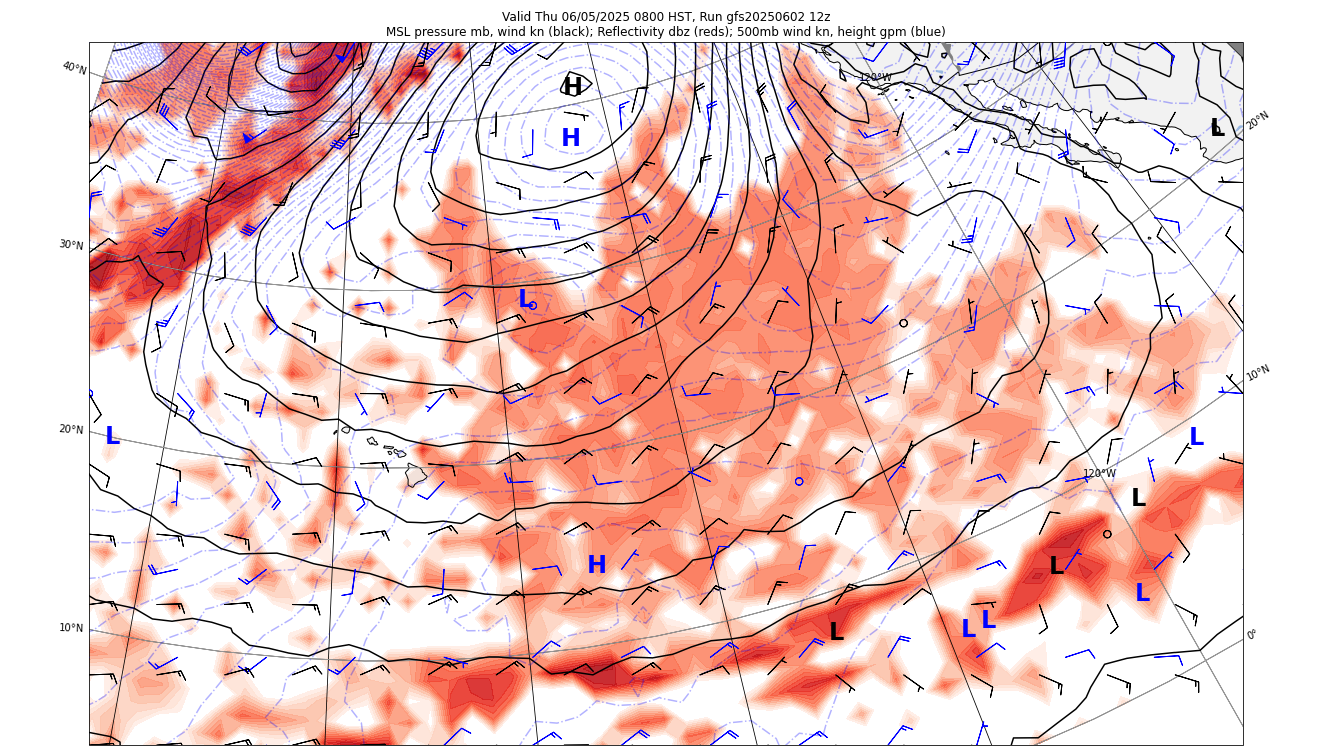 Valid Thu 06/05/2025 0800 HST, Run gfs20250602 12z
MSL pressure mb, wind kn (black); Reflectivity dbz (reds); 500mb wind kn, height gpm (blue)
40°N
H
120°W
20°N
L
H
30°N
L
10°N
20°N
L
L
120°W
L
H
L
L
10°N
L
L
L
0°